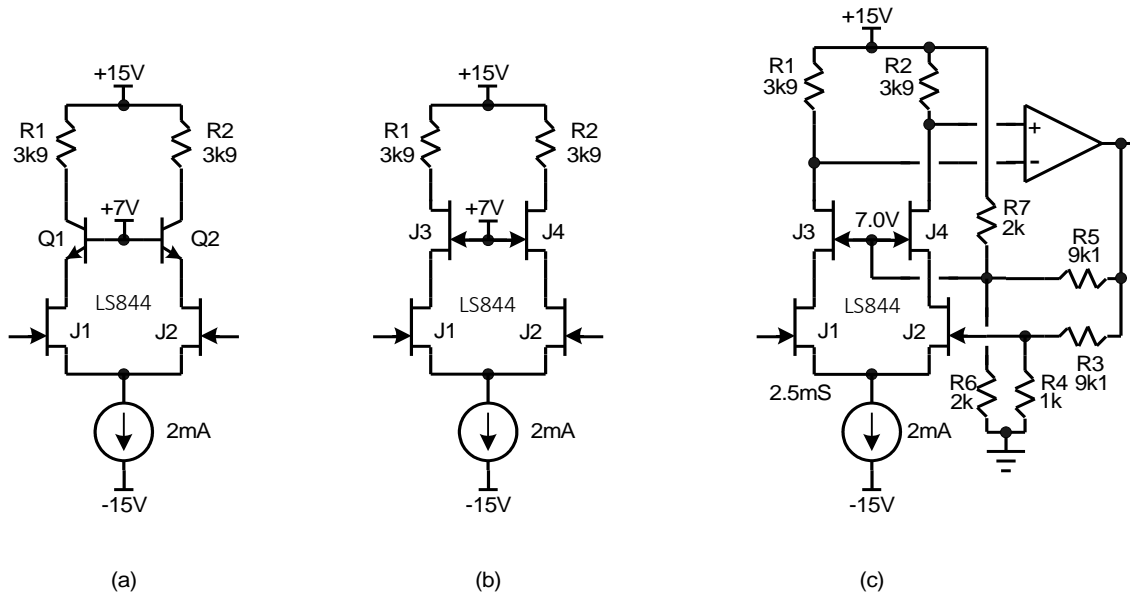 +15V
R1
3k9
R2
3k9
+7V
Q1
Q2
LS844
J1
J2
2mA
-15V
(a)
+15V
R1
3k9
R2
3k9
+7V
J3
J4
LS844
J1
J2
2mA
-15V
(b)
+15V
R1
3k9
R2
3k9
+
−
R7
2k
J3
7.0V
J4
R5
9k1
LS844
J1
J2
R3
9k1
2.5mS
R6
2k
R4
1k
2mA
-15V
(c)